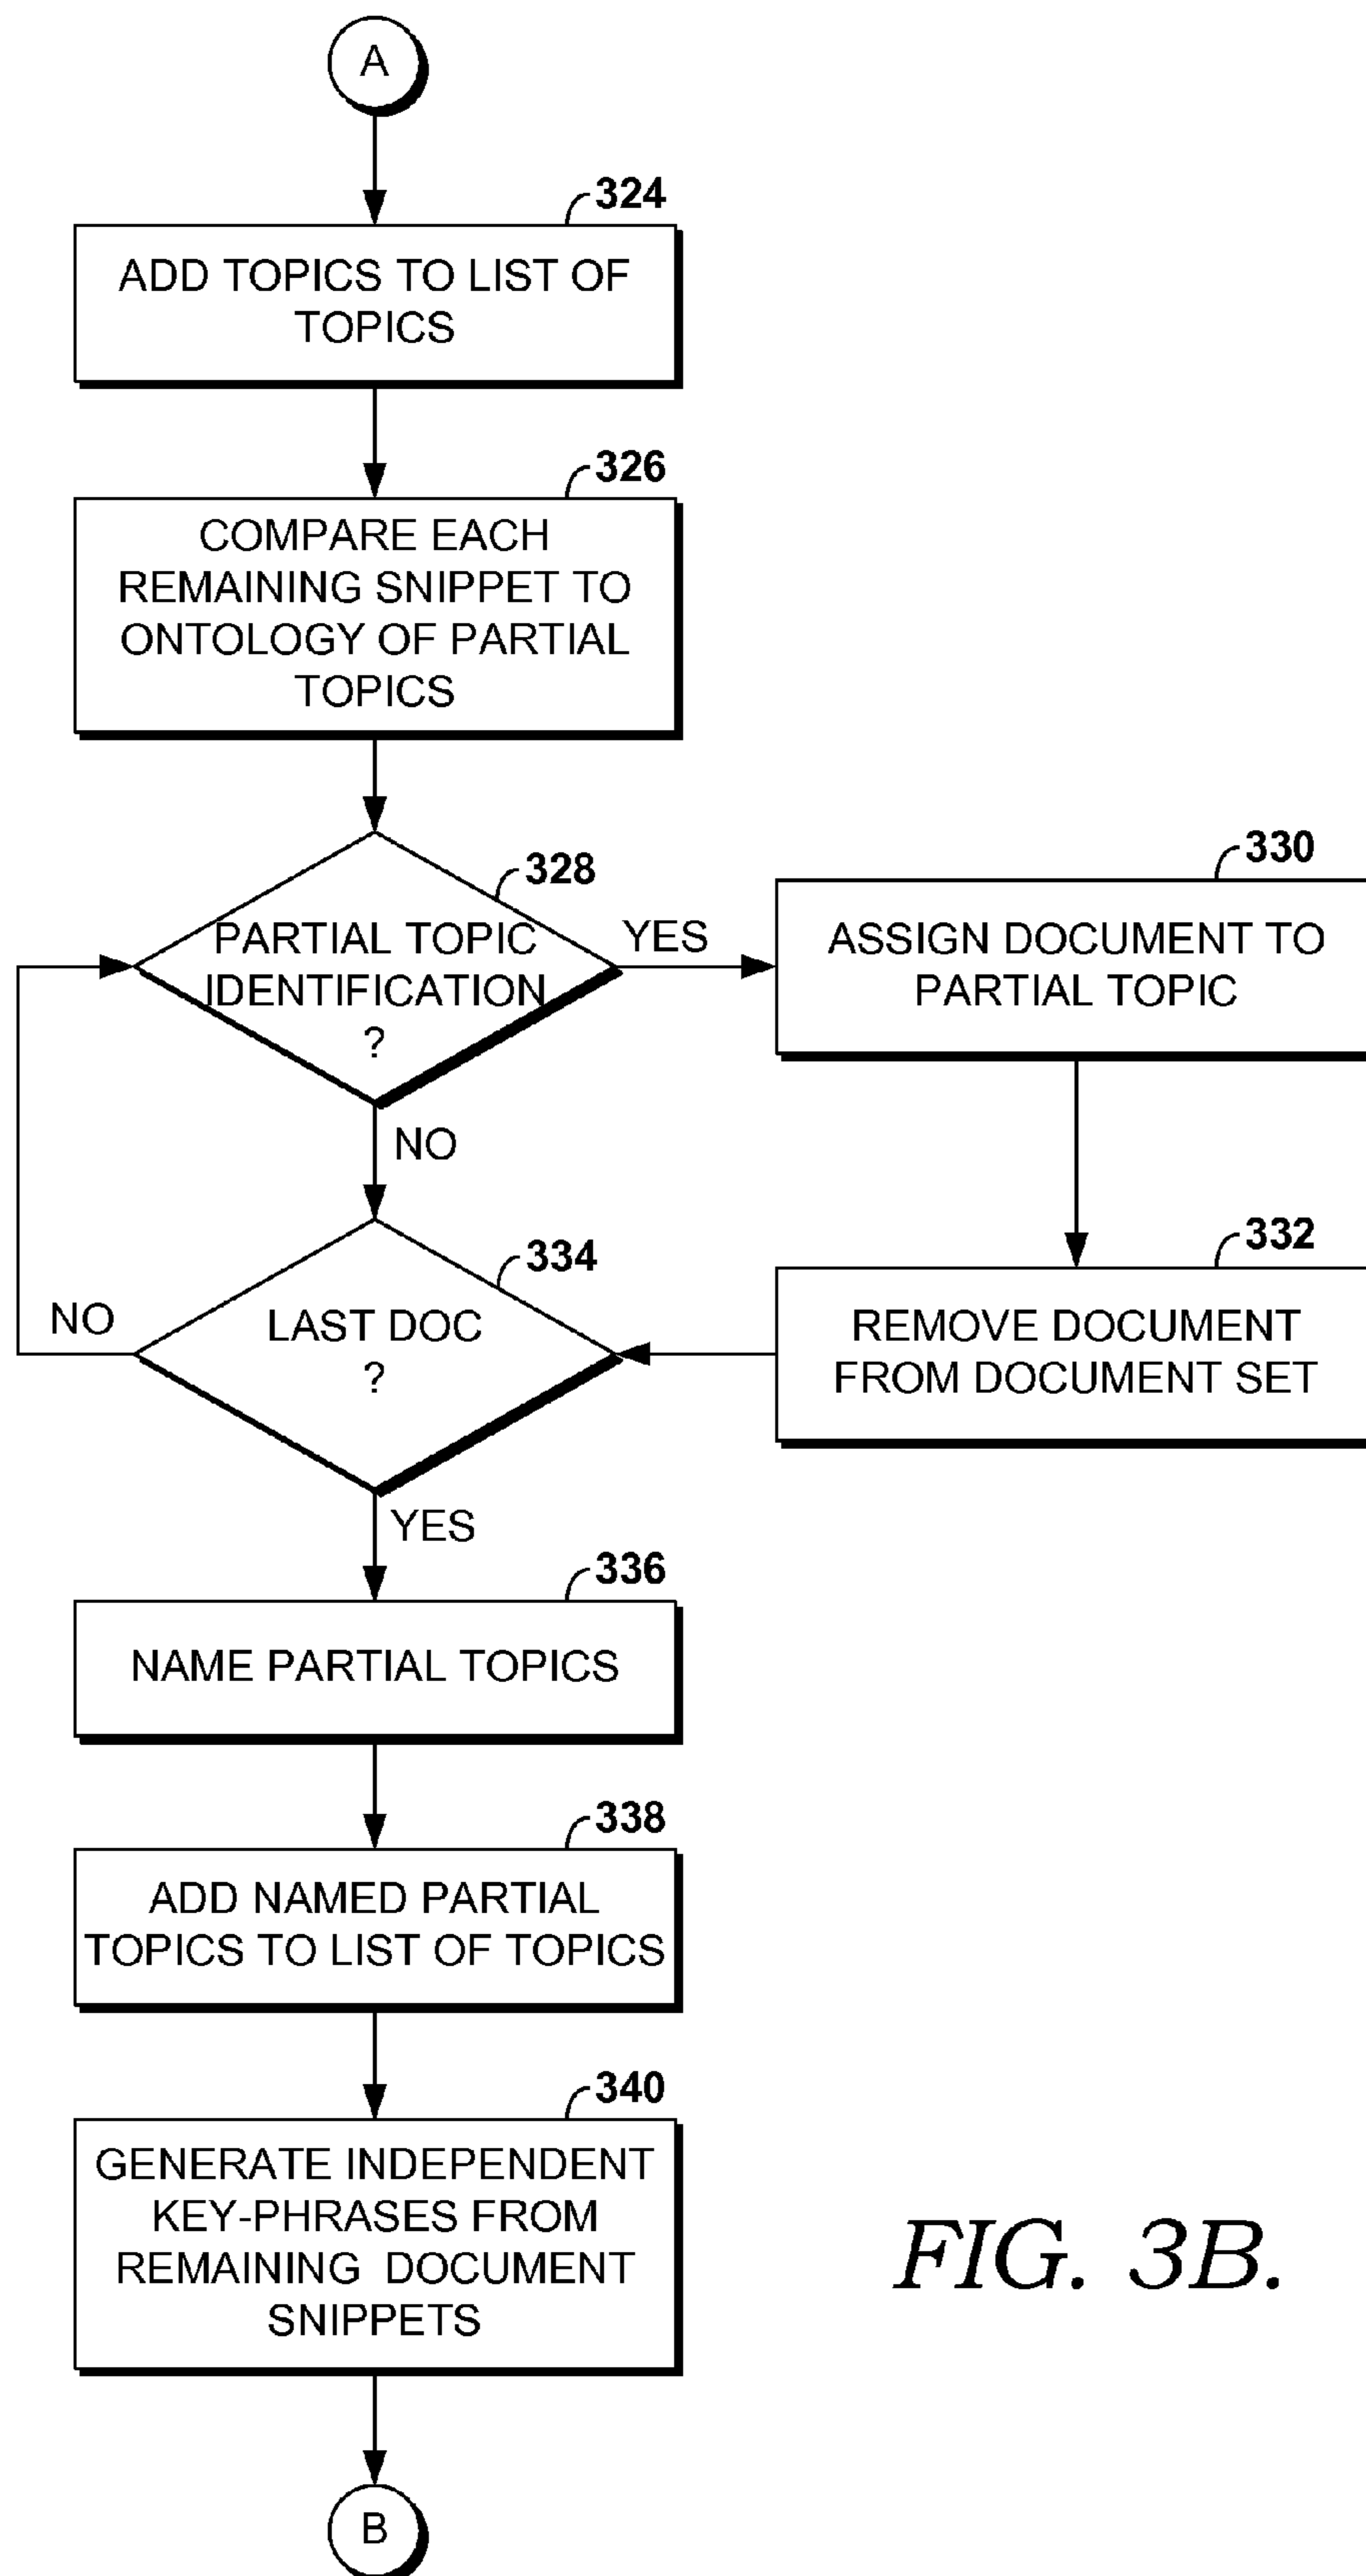 A
324
ADD TOPICS TO LIST OF
TOPICS
326
COMPARE EACH
REMAINING SNIPPET TO
ONTOLOGY OF PARTIAL
TOPICS
328
PARTIAL TOPIC
IDENTIFICATION
?
YES
330
ASSIGN DOCUMENT TO
PARTIAL TOPIC
NO
332
REMOVE DOCUMENT
FROM DOCUMENT SET
334
LAST DOC
?
NO
YES
336
NAME PARTIAL TOPICS
338
ADD NAMED PARTIAL
TOPICS TO LIST OF TOPICS
340
GENERATE INDEPENDENT
KEY-PHRASES FROM
REMAINING DOCUMENT
SNIPPETS
B
FIG. 3B.